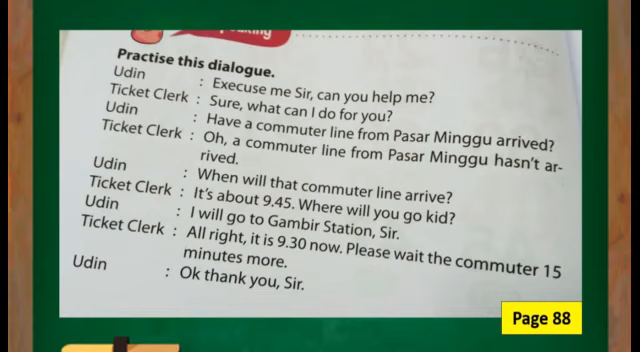 Practise this dialogue.
Udin : Execuse me Sir, can you help me?
Ticket Clerk : Sure, what can I do for you?
Udin : Have a commuter line from Pasar Minggu arrived?
Ticket Clerk : Oh, a commuter line from Pasar Minggu hasn't ar-
rived.
Udin : When will that commuter line arrive?
Ticket Clerk : It's about 9.45. Where will you go kid?
Udin : I will go to Gambir Station, Sir.
Ticket Clerk : All right, it is 9.30 now. Please wait the commuter 15
minutes more.
Udin : Ok thank you, Sir.
Page 88